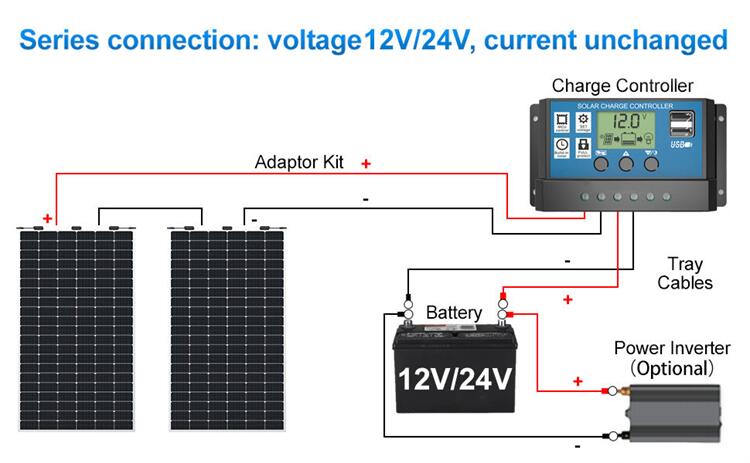 Series connection: voltage12V/24V, current unchanged
Charge Controller
SOLAR CHARGE CONTROLLER
12.0 V
USB
Adaptor Kit +
-
+
-
-
Tray
Cables
Battery
+
12V/24V
Power Inverter
(Optional)
+
-